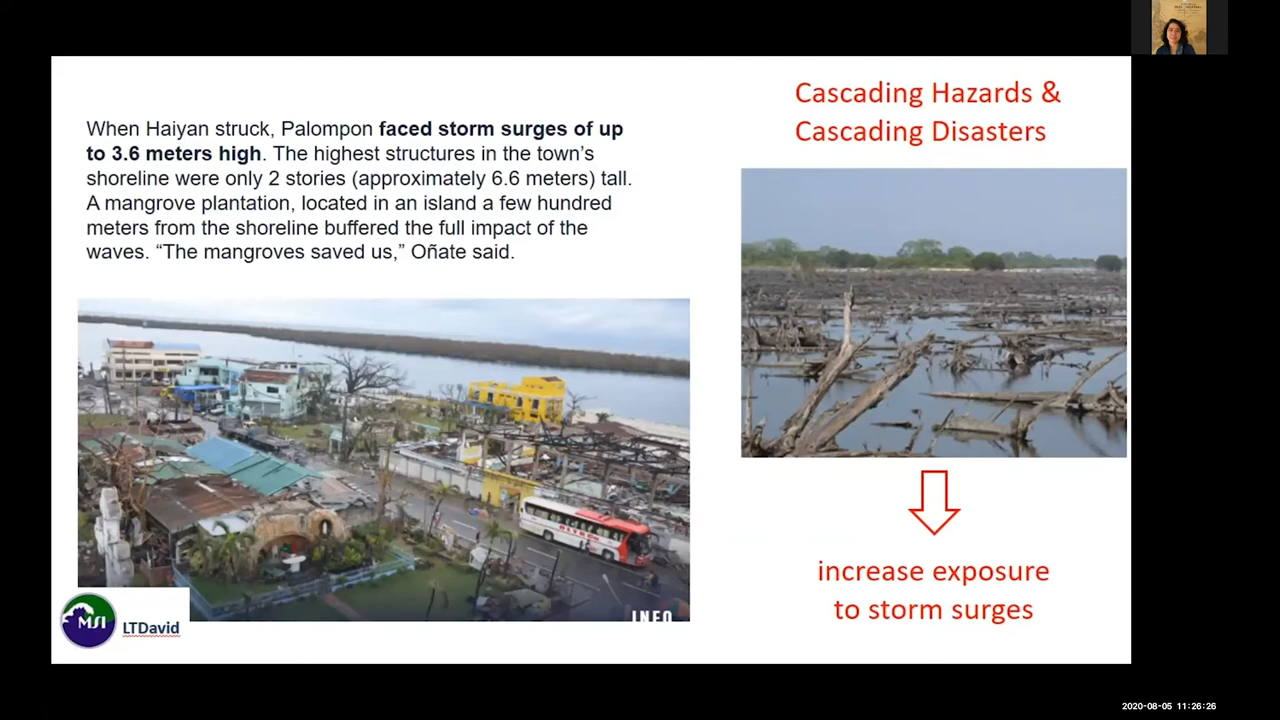 When Haiyan struck, Palompon faced storm surges of up
to 3.6 meters high. The highest structures in the town's
shoreline were only 2 stories (approximately 6.6 meters) tall.
A mangrove plantation, located in an island a few hundred
meters from the shoreline buffered the full impact of the
waves. “The mangroves saved us,” Oñate said.
Cascading Hazards &
Cascading Disasters
increase exposure
to storm surges
MSI
LTDavid
2020-08-05 11:26:26